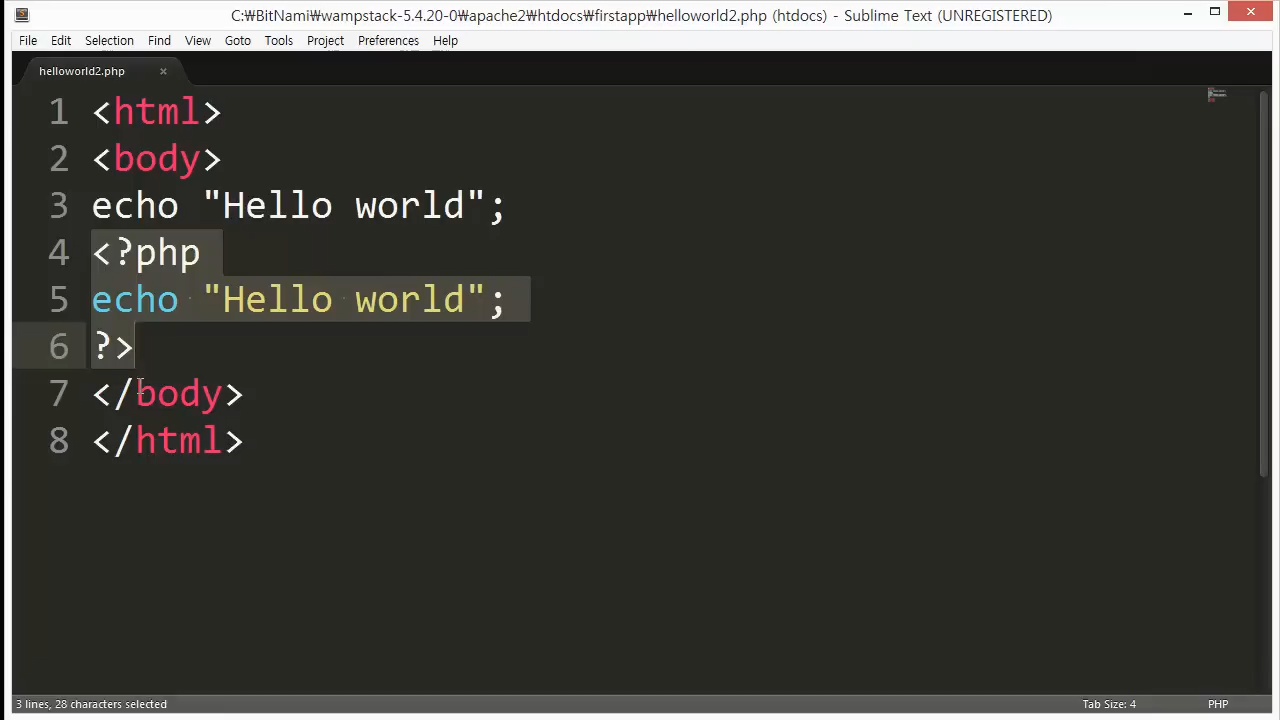 C:₩BitNami₩wampstack-5.4.20-0₩apache2₩htdocs₩firstapp₩helloworld2.php (htdocs) - Sublime Text (UNREGISTERED)
File Edit Selection Find View Goto Tools Project Preferences Help
helloworld2.php ×
1 <html>
2 <body>
3 echo "Hello world";
4 <?php
5 echo "Hello world";
6 ?>
7 </body>
8 </html>
3 lines, 28 characters selected Tab Size: 4 PHP